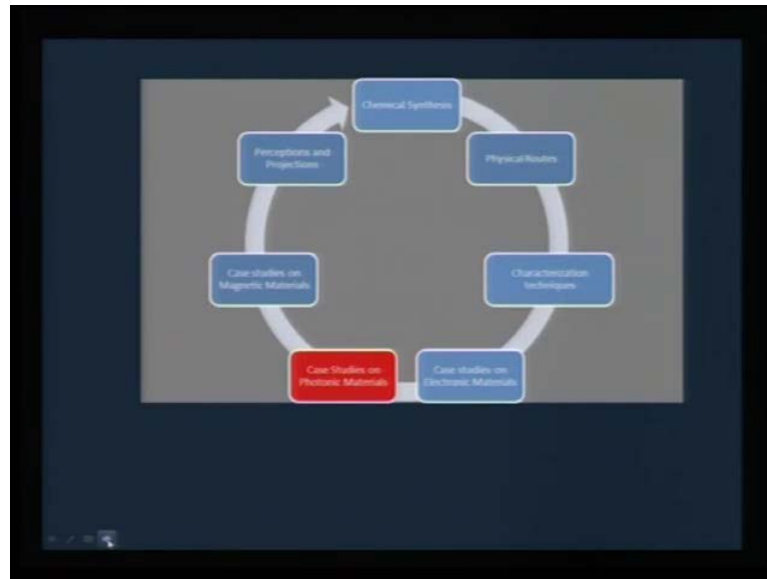 Chemical Synthesis
Physical Routes
Characterization
techniques
Case studies on
Electronic Materials
Case Studies on
Photonic Materials
Case studies on
Magnetic Materials
Perceptions and
Projections